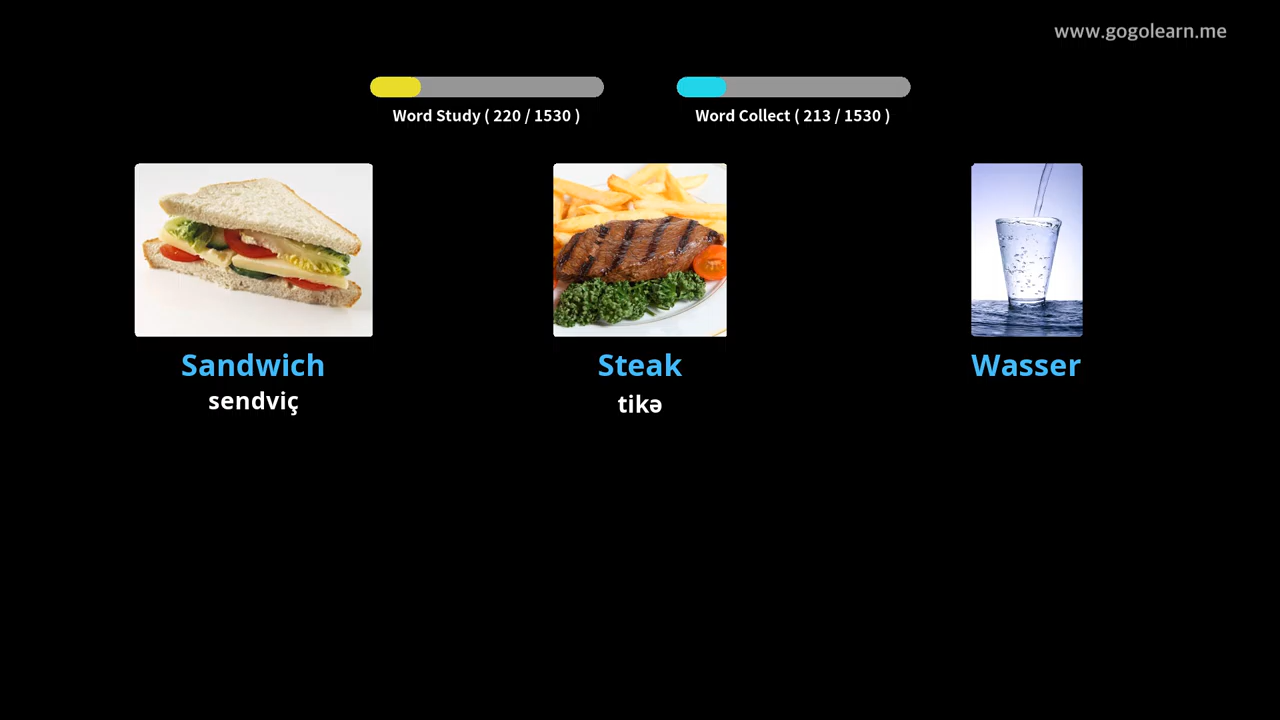 www.gogolearn.me
Word Study ( 220 / 1530 )
Word Collect ( 213 / 1530 )
Sandwich
sendviç
Steak
tikə
Wasser